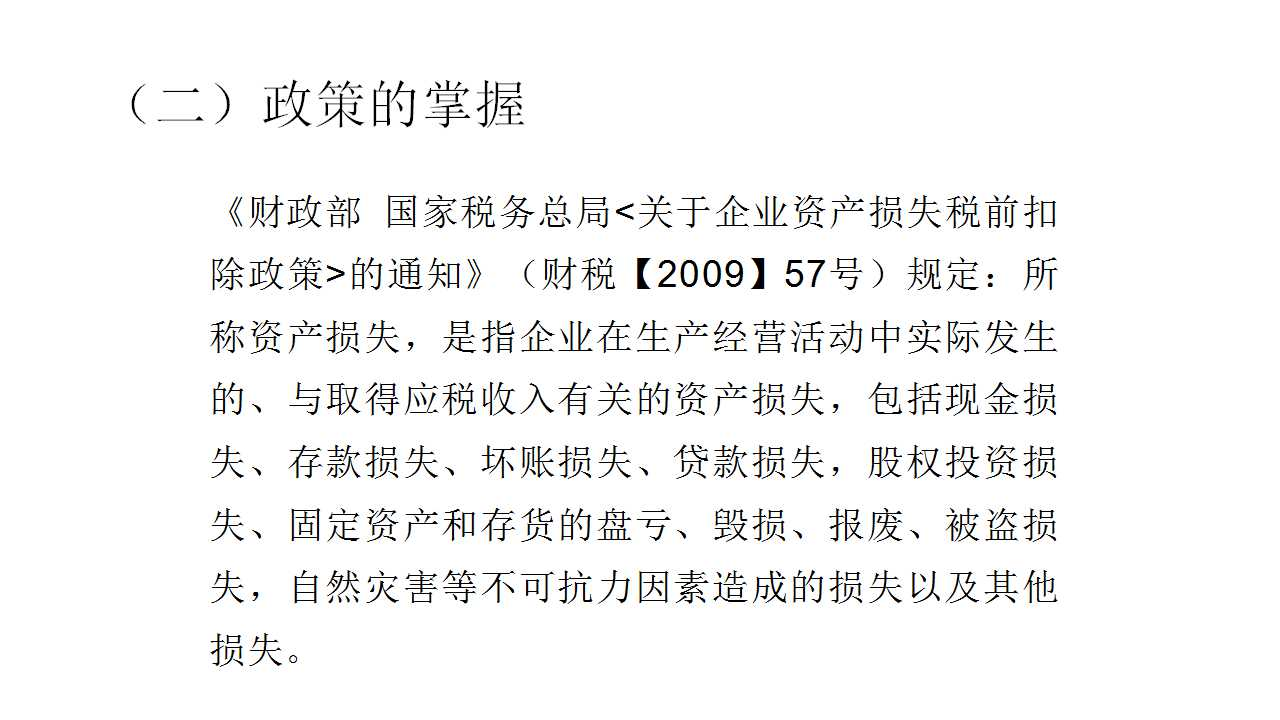 （二）政策的掌握
《财政部 国家税务总局<关于企业资产损失税前扣
除政策>的通知》（财税【2009】57号）规定：所
称资产损失，是指企业在生产经营活动中实际发生
的、与取得应税收入有关的资产损失，包括现金损
失、存款损失、坏账损失、贷款损失，股权投资损
失、固定资产和存货的盘亏、毁损、报废、被盗损
失，自然灾害等不可抗力因素造成的损失以及其他
损失。